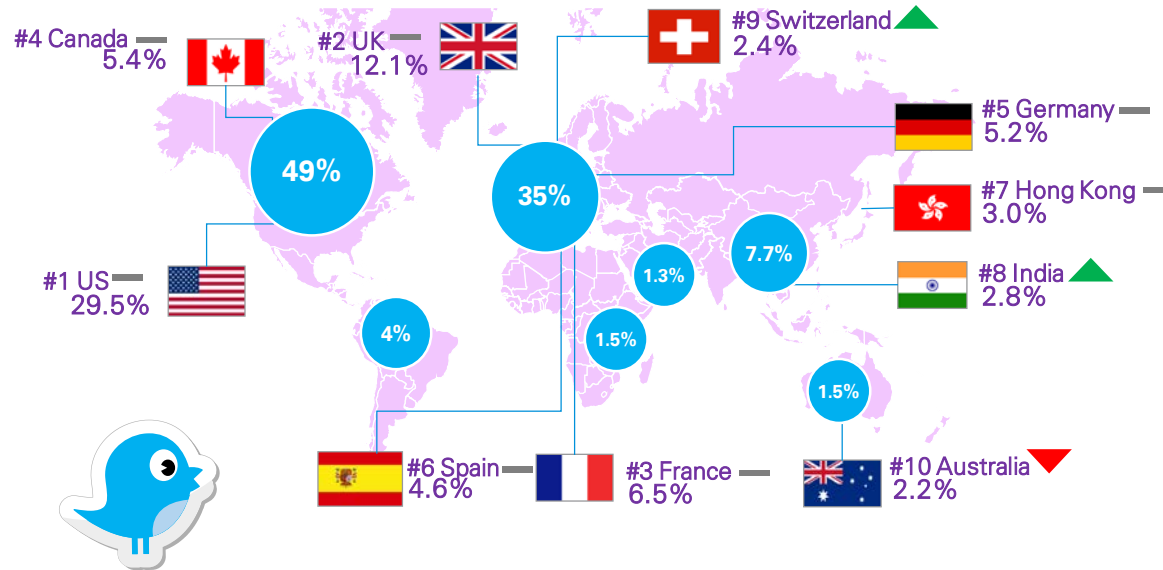 #4 Canada
5.4%
#2 UK
12.1%
#9 Switzerland
2.4%
#5 Germany
5.2%
49%
35%
#7 Hong Kong
3.0%
#1 US
29.5%
1.3%
7.7%
#8 India
2.8%
4%
1.5%
1.5%
#6 Spain
4.6%
#3 France
6.5%
#10 Australia
2.2%